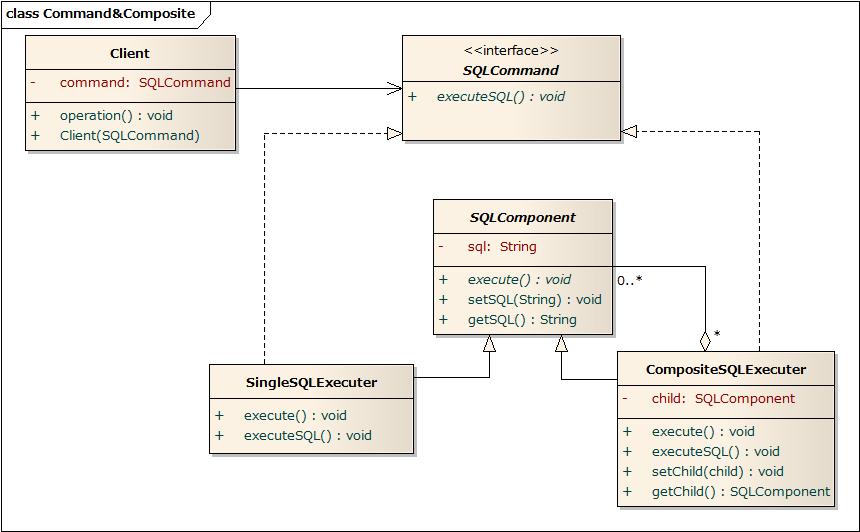 class Command&Composite
Client
- command: SQLCommand
+ operation() : void
+ Client(SQLCommand)
<<interface>>
SQLCommand
+ executeSQL() : void
SQLComponent
- sql: String
+ execute() : void
+ setSQL(String) : void
+ getSQL() : String
0..*
*
SingleSQLExecuter
+ execute() : void
+ executeSQL() : void
CompositeSQLExecuter
- child: SQLComponent
+ execute() : void
+ executeSQL() : void
+ setChild(child) : void
+ getChild() : SQLComponent